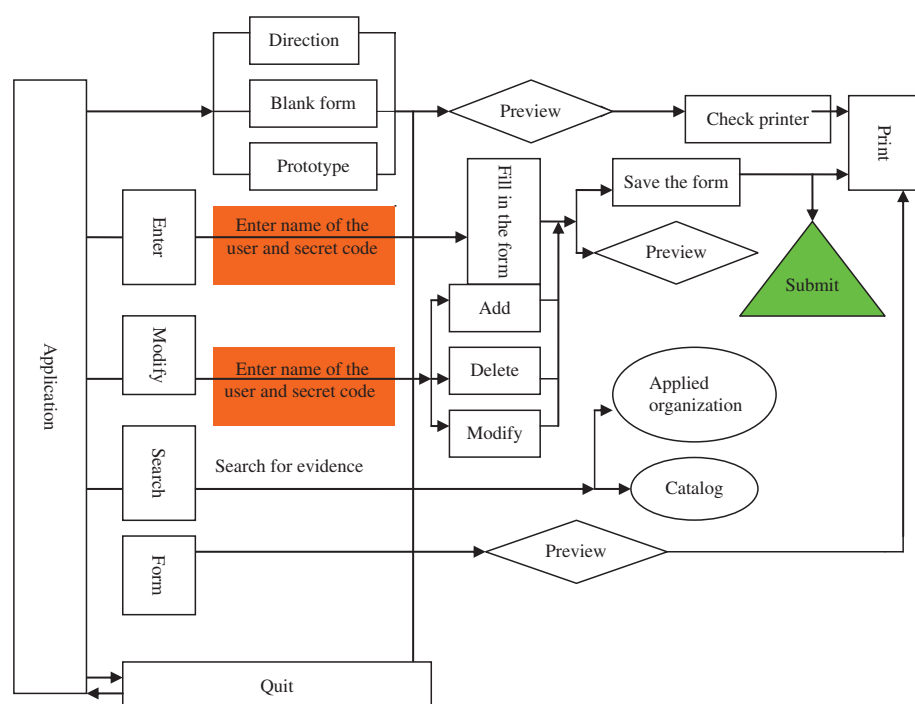 Direction
Blank form
Prototype
Preview
Check printer
Print
Application
Enter
Enter name of the
user and secret code
Fill in the form
Save the form
Preview
Submit
Add
Modify
Enter name of the
user and secret code
Delete
Modify
Applied
organization
Search
Search for evidence
Catalog
Form
Preview
Quit